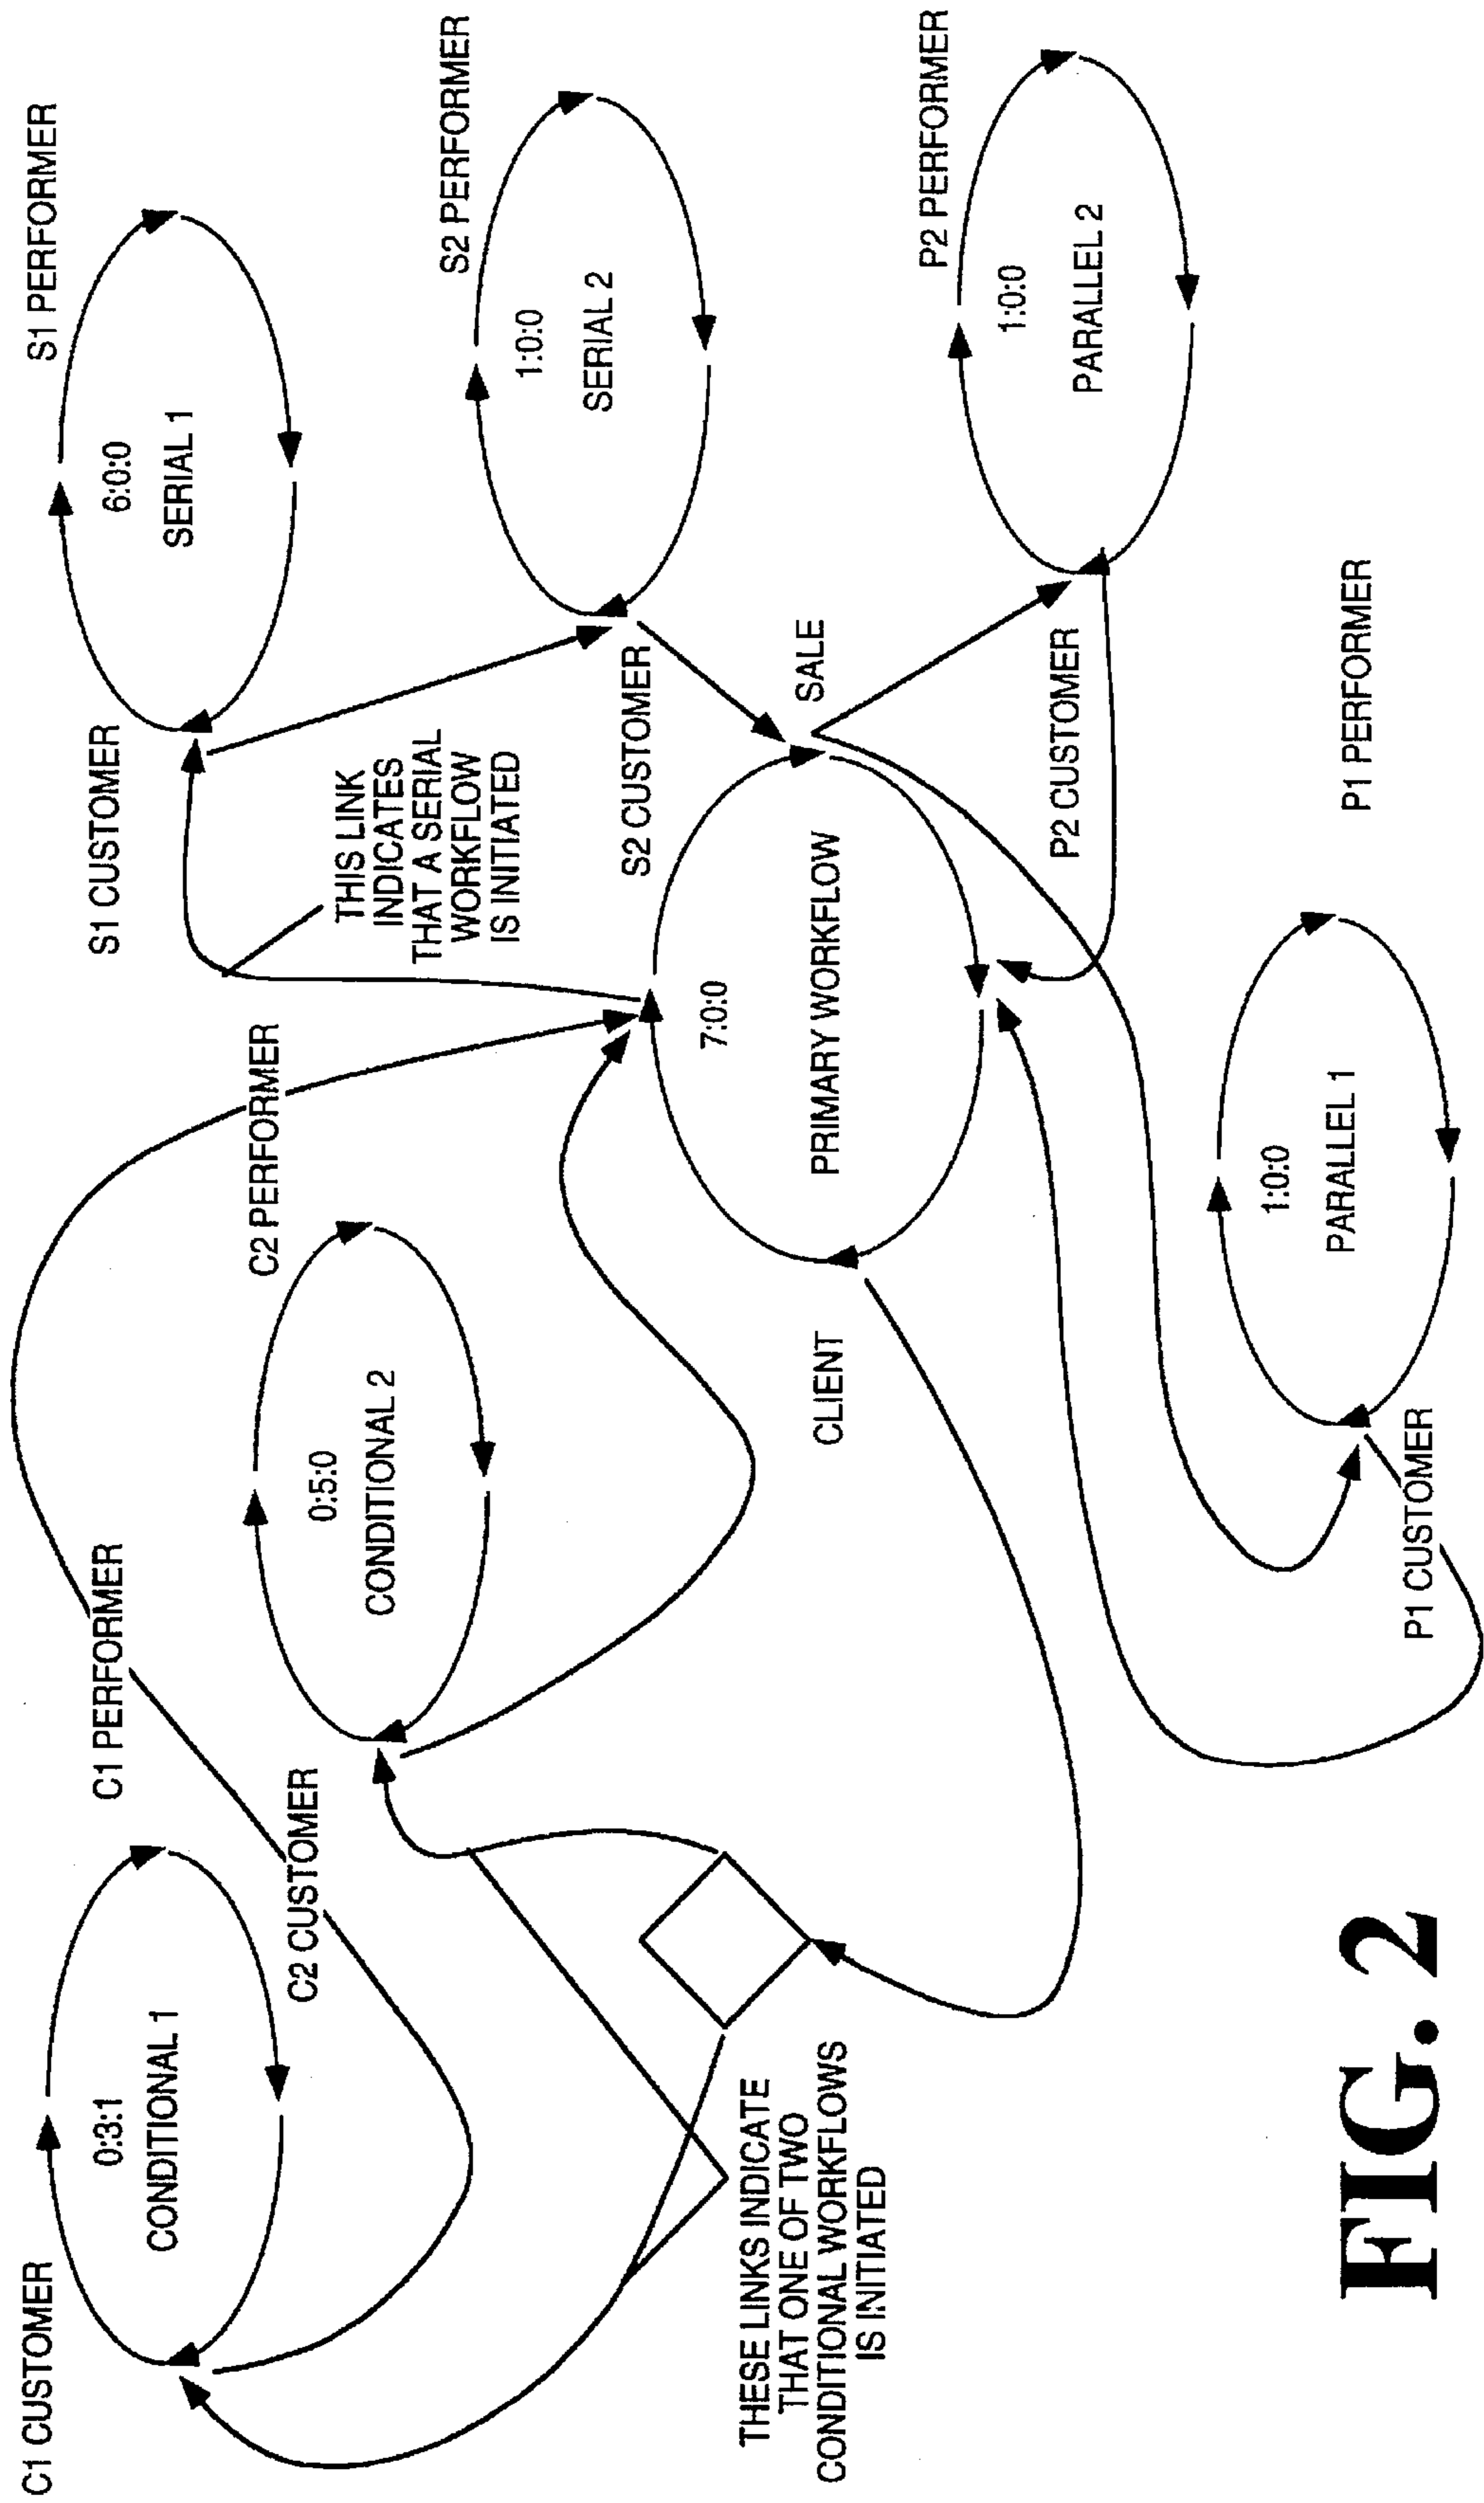 C1 CUSTOMER
0:3:1
CONDITIONAL 1
C1 PERFORMER
C2 CUSTOMER
0:5:0
CONDITIONAL 2
C2 PERFORMER
S1 CUSTOMER
6:0:0
SERIAL 1
S1 PERFORMER
THIS LINK
INDICATES
THAT A SERIAL
WORKFLOW
IS INITIATED
S2 CUSTOMER
1:0:0
SERIAL 2
S2 PERFORMER
THESE LINKS INDICATE
THAT ONE OF TWO
CONDITIONAL WORKFLOWS
IS INITIATED
CLIENT
7:0:0
PRIMARY WORKFLOW
SALE
P2 CUSTOMER
1:0:0
PARALLEL 2
P2 PERFORMER
P1 CUSTOMER
1:0:0
PARALLEL 1
P1 PERFORMER
FIG. 2